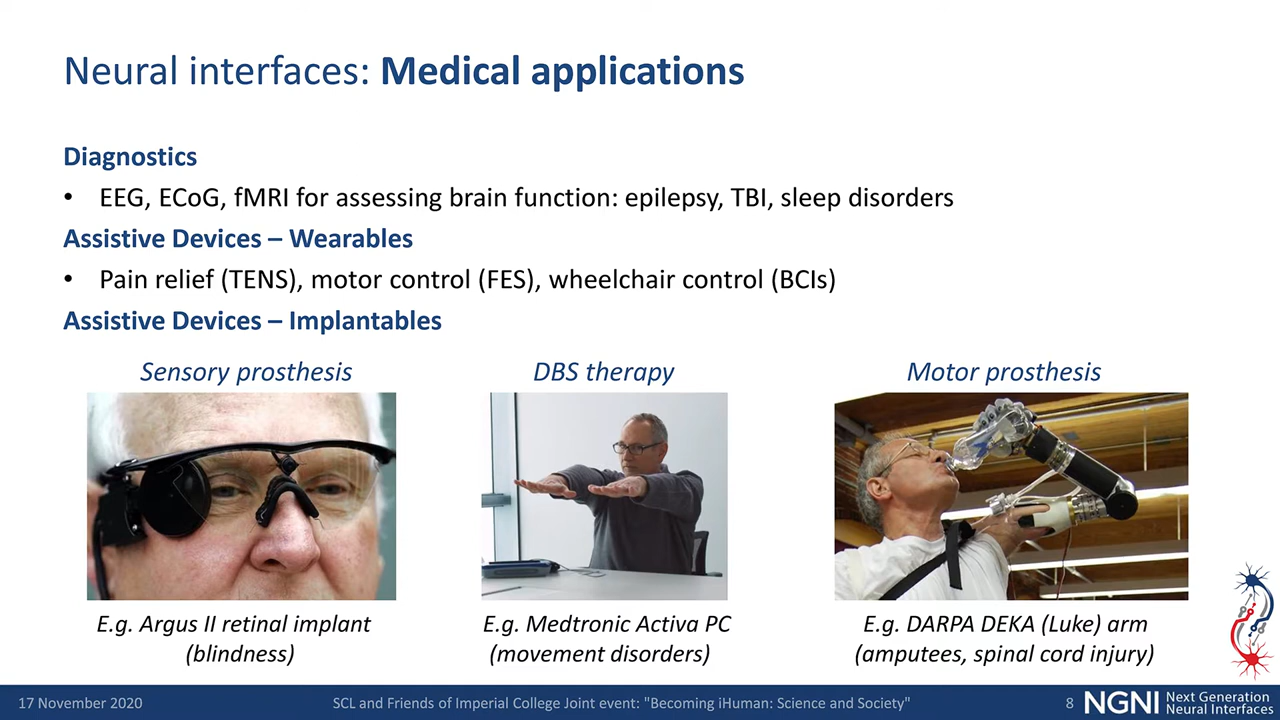 Neural interfaces: Medical applications
Diagnostics
• EEG, ECoG, fMRI for assessing brain function: epilepsy, TBI, sleep disorders
Assistive Devices – Wearables
• Pain relief (TENS), motor control (FES), wheelchair control (BCIs)
Assistive Devices – Implantables
Sensory prosthesis
DBS therapy
Motor prosthesis
E.g. Argus II retinal implant
(blindness)
E.g. Medtronic Activa PC
(movement disorders)
E.g. DARPA DEKA (Luke) arm
(amputees, spinal cord injury)
17 November 2020
SCL and Friends of Imperial College Joint event: "Becoming iHuman: Science and Society"
8
NGNI
Next Generation
Neural Interfaces